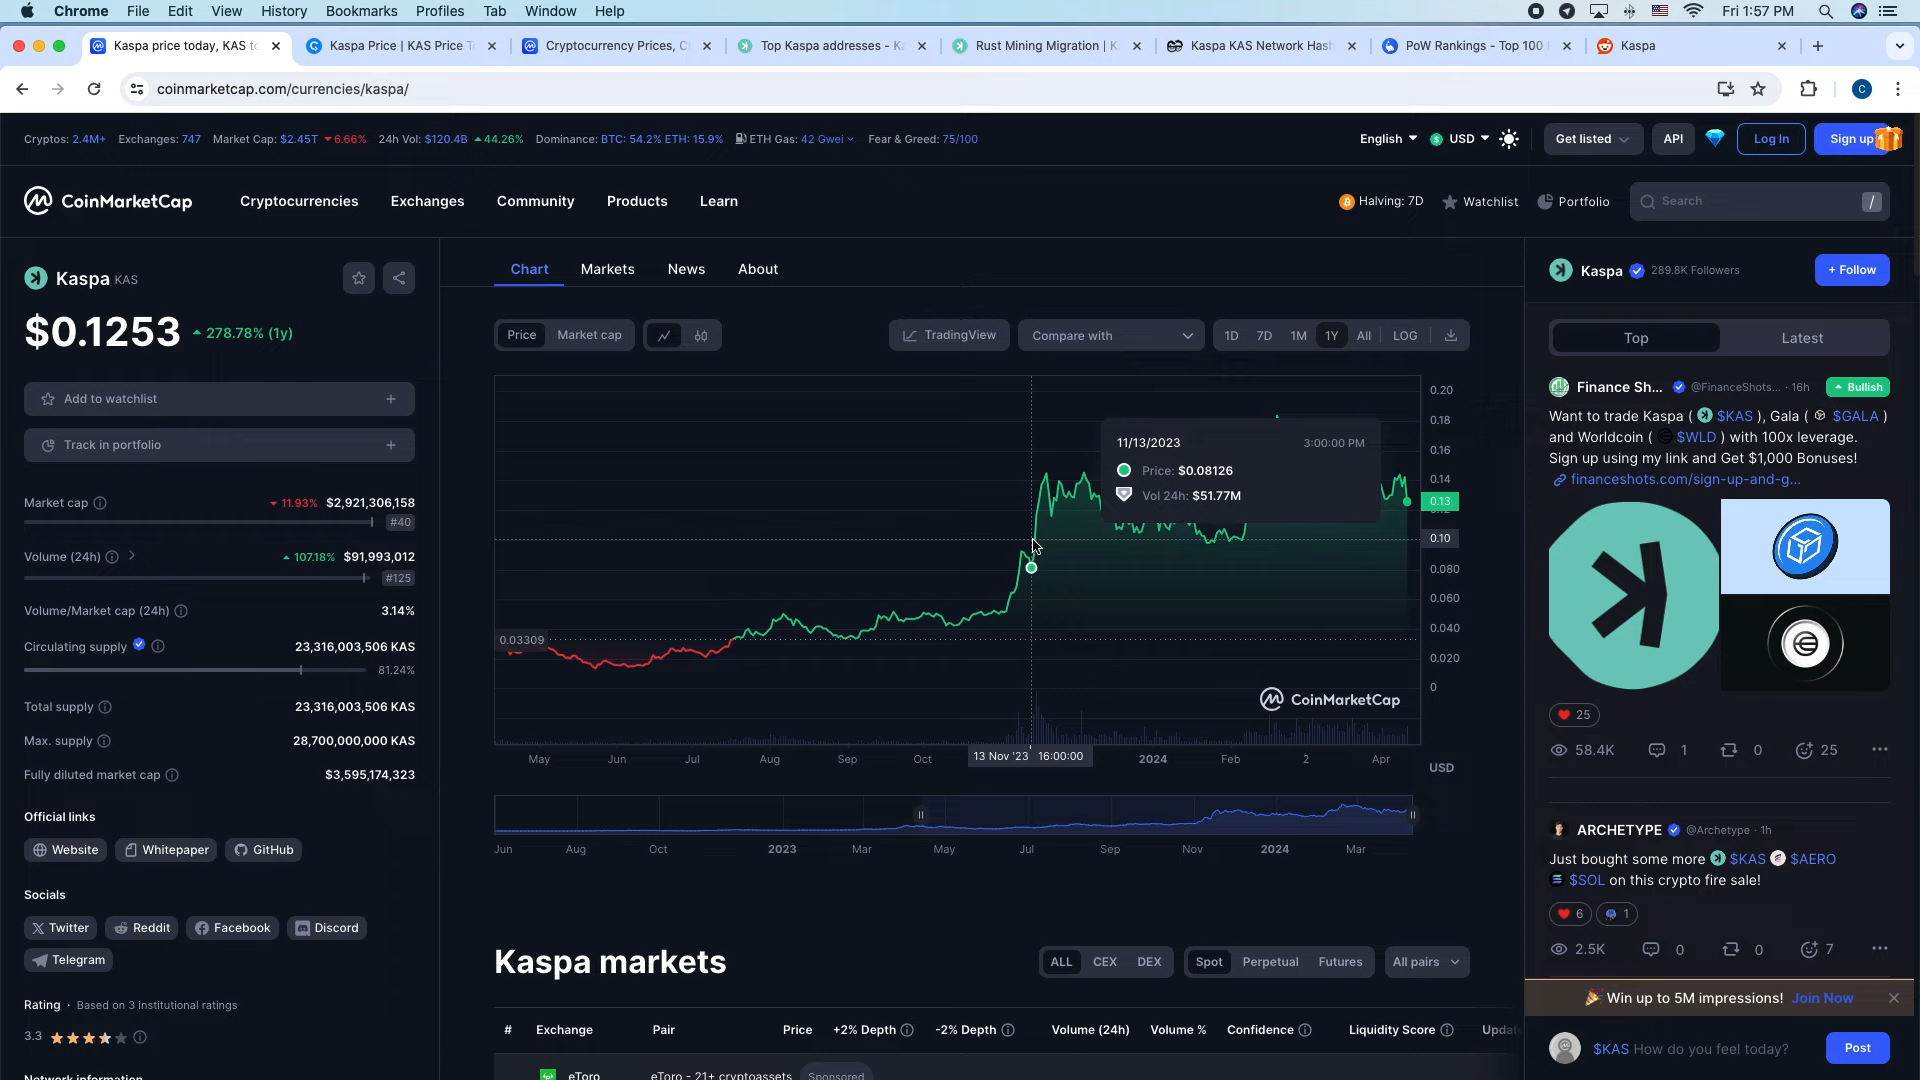 Chrome File Edit View History Bookmarks Profiles Tab Window Help Fri 1:57 PM
Kaspa price today, KAS to
Kaspa Price | KAS Price
Cryptocurrency Prices, C
Top Kaspa addresses -
Rust Mining Migration |
Kaspa KAS Network Hash
PoW Rankings - Top 100
Kaspa
coinmarketcap.com/currencies/kaspa/
C
Cryptos: 2.4M+ Exchanges: 747 Market Cap: $2.45T 6.66% 24h Vol: $120.4B 44.26% Dominance: BTC: 54.2% ETH: 15.9% ETH Gas: 42 Gwei Fear & Greed: 75/100
English USD Get listed API Log In Sign up
CoinMarketCap Cryptocurrencies Exchanges Community Products Learn
Halving: 7D Watchlist Portfolio Search /
Kaspa KAS
$0.1253 278.78% (1y)
Add to watchlist +
Track in portfolio +
Market cap 11.93% $2,921,306,158
#40
Volume (24h) 107.18% $91,993,012
#125
Volume/Market cap (24h) 3.14%
Circulating supply 23,316,003,506 KAS
81.24%
Total supply 23,316,003,506 KAS
Max. supply 28,700,000,000 KAS
Fully diluted market cap $3,595,174,323
Official links
Website Whitepaper GitHub
Socials
Twitter Reddit Facebook Discord
Telegram
Rating · Based on 3 institutional ratings
3.3
Network information
Chart Markets News About
Price Market cap TradingView Compare with 1D 7D 1M 1Y All LOG
0.20
0.18
0.16
0.14
0.13
0.12
0.10
0.080
0.060
0.040
0.020
0
11/13/2023 3:00:00 PM
Price: $0.08126
Vol 24h: $51.77M
0.03309
CoinMarketCap
May Jun Jul Aug Sep Oct 13 Nov '23 16:00:00 2024 Feb 2 Apr
USD
Jun Aug Oct 2023 Mar May Jul Sep Nov 2024 Mar
Kaspa markets
ALL CEX DEX Spot Perpetual Futures All pairs
# Exchange Pair Price +2% Depth -2% Depth Volume (24h) Volume % Confidence Liquidity Score
eToro eToro - 21+ cryptoassets Sponsored
Kaspa 289.8K Followers + Follow
Top Latest
Finance Sh... @FinanceShots... · 16h Bullish
Want to trade Kaspa ( $KAS ), Gala ( $GALA )
and Worldcoin ( $WLD ) with 100x leverage.
Sign up using my link and Get $1,000 Bonuses!
financeshots.com/sign-up-and-g...
25
58.4K 1 0 25 ...
ARCHETYPE @Archetype · 1h
Just bought some more $KAS $AERO
$SOL on this crypto fire sale!
6 1
2.5K 0 0 7 ...
Win up to 5M impressions! Join Now
$KAS How do you feel today? Post